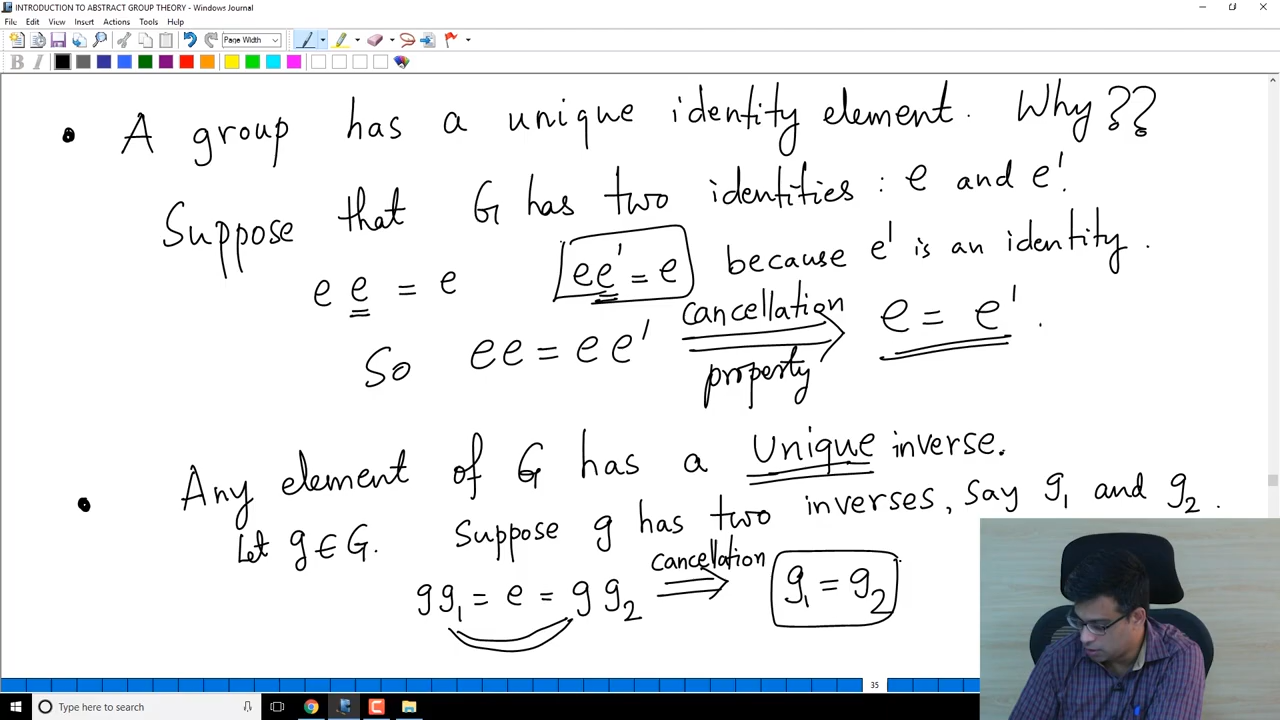 INTRODUCTION TO ABSTRACT GROUP THEORY - Windows Journal
File Edit View Insert Actions Tools Help
Page Width
B I
• A group has a unique identity element. Why??
Suppose that G has two identities : e and e'.
e e = e ee' = e because e' is an identity.
So ee = ee' cancellation property ⟹ e = e'.
• Any element of G has a unique inverse.
Let g ∈ G. Suppose g has two inverses, say g₁ and g₂.
gg₁ = e = gg₂ cancellation ⟹ g₁ = g₂
35
Type here to search